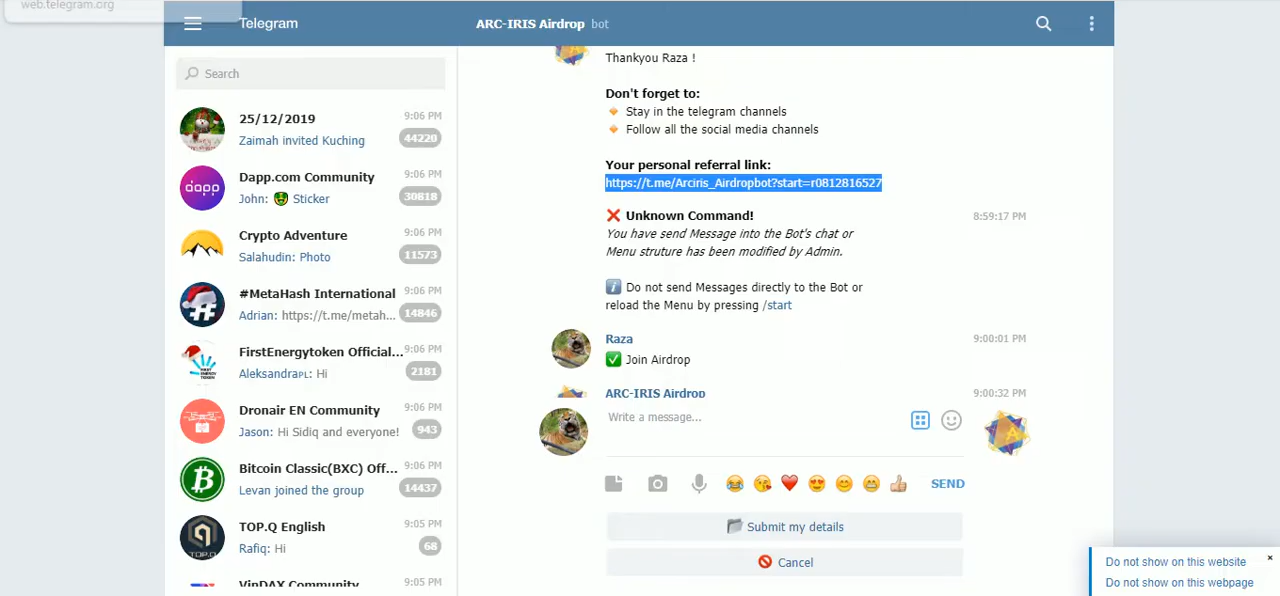 web.telegram.org
Telegram
ARC-IRIS Airdrop bot
Search
25/12/2019 9:06 PM
Zaimah invited Kuching 44220
Dapp.com Community 9:06 PM
John: Sticker 30818
Crypto Adventure 9:06 PM
Salahudin: Photo 11573
#MetaHash International 9:06 PM
Adrian: https://t.me/metah... 14846
FirstEnergytoken Official... 9:06 PM
Aleksandraᴘʟ: Hi 2181
Dronair EN Community 9:06 PM
Jason: Hi Sidiq and everyone! 943
Bitcoin Classic(BXC) Off... 9:06 PM
Levan joined the group 14437
TOP.Q English 9:05 PM
Rafiq: Hi 68
VinDAX Community 9:05 PM
dapp
TOP.Q
Thankyou Raza !
Don't forget to:
🔸 Stay in the telegram channels
🔸 Follow all the social media channels
Your personal referral link:
https://t.me/Arciris_Airdropbot?start=r0812816527
❌ Unknown Command! 8:59:17 PM
You have send Message into the Bot's chat or
Menu struture has been modified by Admin.
ℹ️ Do not send Messages directly to the Bot or
reload the Menu by pressing /start
Raza 9:00:01 PM
✅ Join Airdrop
ARC-IRIS Airdrop 9:00:32 PM
Write a message...
😂 😘 ❤️ 😍 😊 😁 👍 SEND
📂 Submit my details
🚫 Cancel
Do not show on this website ×
Do not show on this webpage